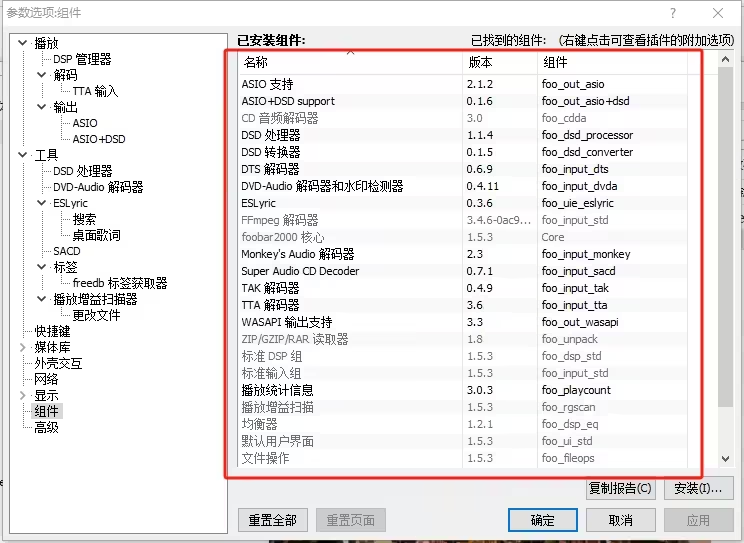 参数选项:组件
?
播放
DSP 管理器
解码
TTA 输入
输出
ASIO
ASIO+DSD
工具
DSD 处理器
DVD-Audio 解码器
ESLyric
搜索
桌面歌词
SACD
标签
freedb 标签获取器
播放增益扫描器
更改文件
快捷键
媒体库
外壳交互
网络
显示
组件
高级
已安装组件: 已找到的组件: (右键点击可查看插件的附加选项)
名称 版本 组件
ASIO 支持 2.1.2 foo_out_asio
ASIO+DSD support 0.1.6 foo_out_asio+dsd
CD 音频解码器 3.0 foo_cdda
DSD 处理器 1.1.4 foo_dsd_processor
DSD 转换器 0.1.5 foo_dsd_converter
DTS 解码器 0.6.9 foo_input_dts
DVD-Audio 解码器和水印检测器 0.4.11 foo_input_dvda
ESLyric 0.3.6 foo_uie_eslyric
FFmpeg 解码器 3.4.6-0ac9... foo_input_std
foobar2000 核心 1.5.3 Core
Monkey's Audio 解码器 2.3 foo_input_monkey
Super Audio CD Decoder 0.7.1 foo_input_sacd
TAK 解码器 0.4.9 foo_input_tak
TTA 解码器 3.6 foo_input_tta
WASAPI 输出支持 3.3 foo_out_wasapi
ZIP/GZIP/RAR 读取器 1.8 foo_unpack
标准 DSP 组 1.5.3 foo_dsp_std
标准输入组 1.5.3 foo_input_std
播放统计信息 3.0.3 foo_playcount
播放增益扫描 1.5.3 foo_rgscan
均衡器 1.2.1 foo_dsp_eq
默认用户界面 1.5.3 foo_ui_std
文件操作 1.5.3 foo_fileops
复制报告(C) 安装(I)...
重置全部 重置页面 确定 取消 应用